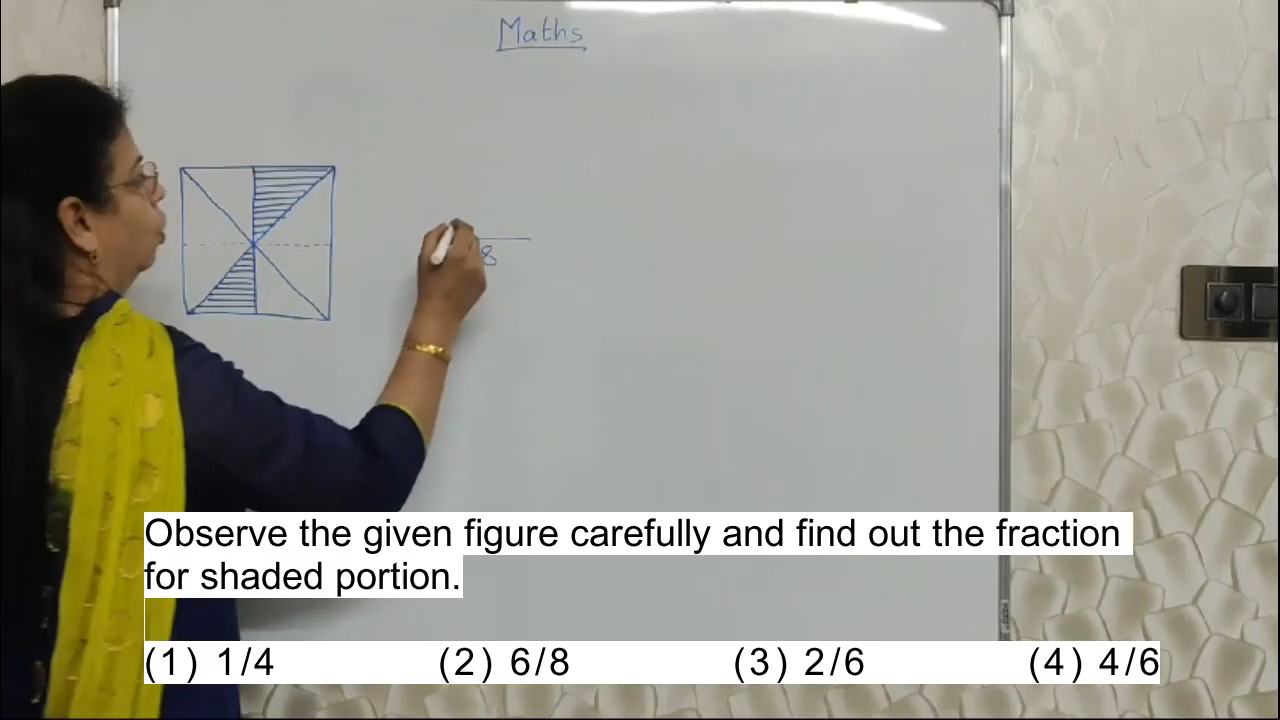 Maths
8
Observe the given figure carefully and find out the fraction
for shaded portion.
(1) 1/4 (2) 6/8 (3) 2/6 (4) 4/6